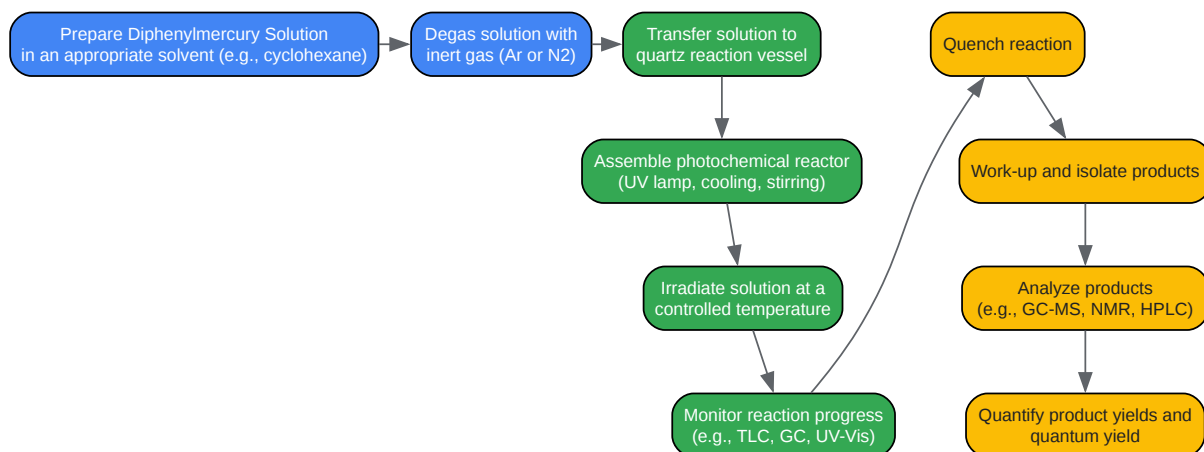 Prepare Diphenylmercury Solution
in an appropriate solvent (e.g., cyclohexane)
Degas solution with
inert gas (Ar or N2)
Transfer solution to
quartz reaction vessel
Assemble photochemical reactor
(UV lamp, cooling, stirring)
Irradiate solution at a
controlled temperature
Monitor reaction progress
(e.g., TLC, GC, UV-Vis)
Quench reaction
Work-up and isolate products
Analyze products
(e.g., GC-MS, NMR, HPLC)
Quantify product yields and
quantum yield